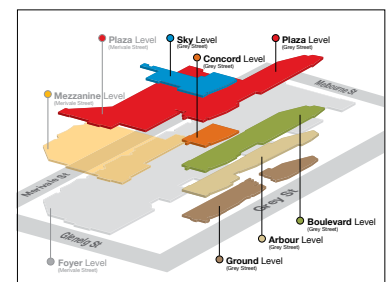 Plaza Level
(Merivale Street)
Sky Level
(Grey Street)
Plaza Level
(Grey Street)
Concord Level
(Grey Street)
Melbourne St
Mezzanine Level
(Merivale Street)
Merivale St
Grey St
Glenelg St
Boulevard Level
(Grey Street)
Arbour Level
(Grey Street)
Foyer Level
(Merivale Street)
Ground Level
(Grey Street)